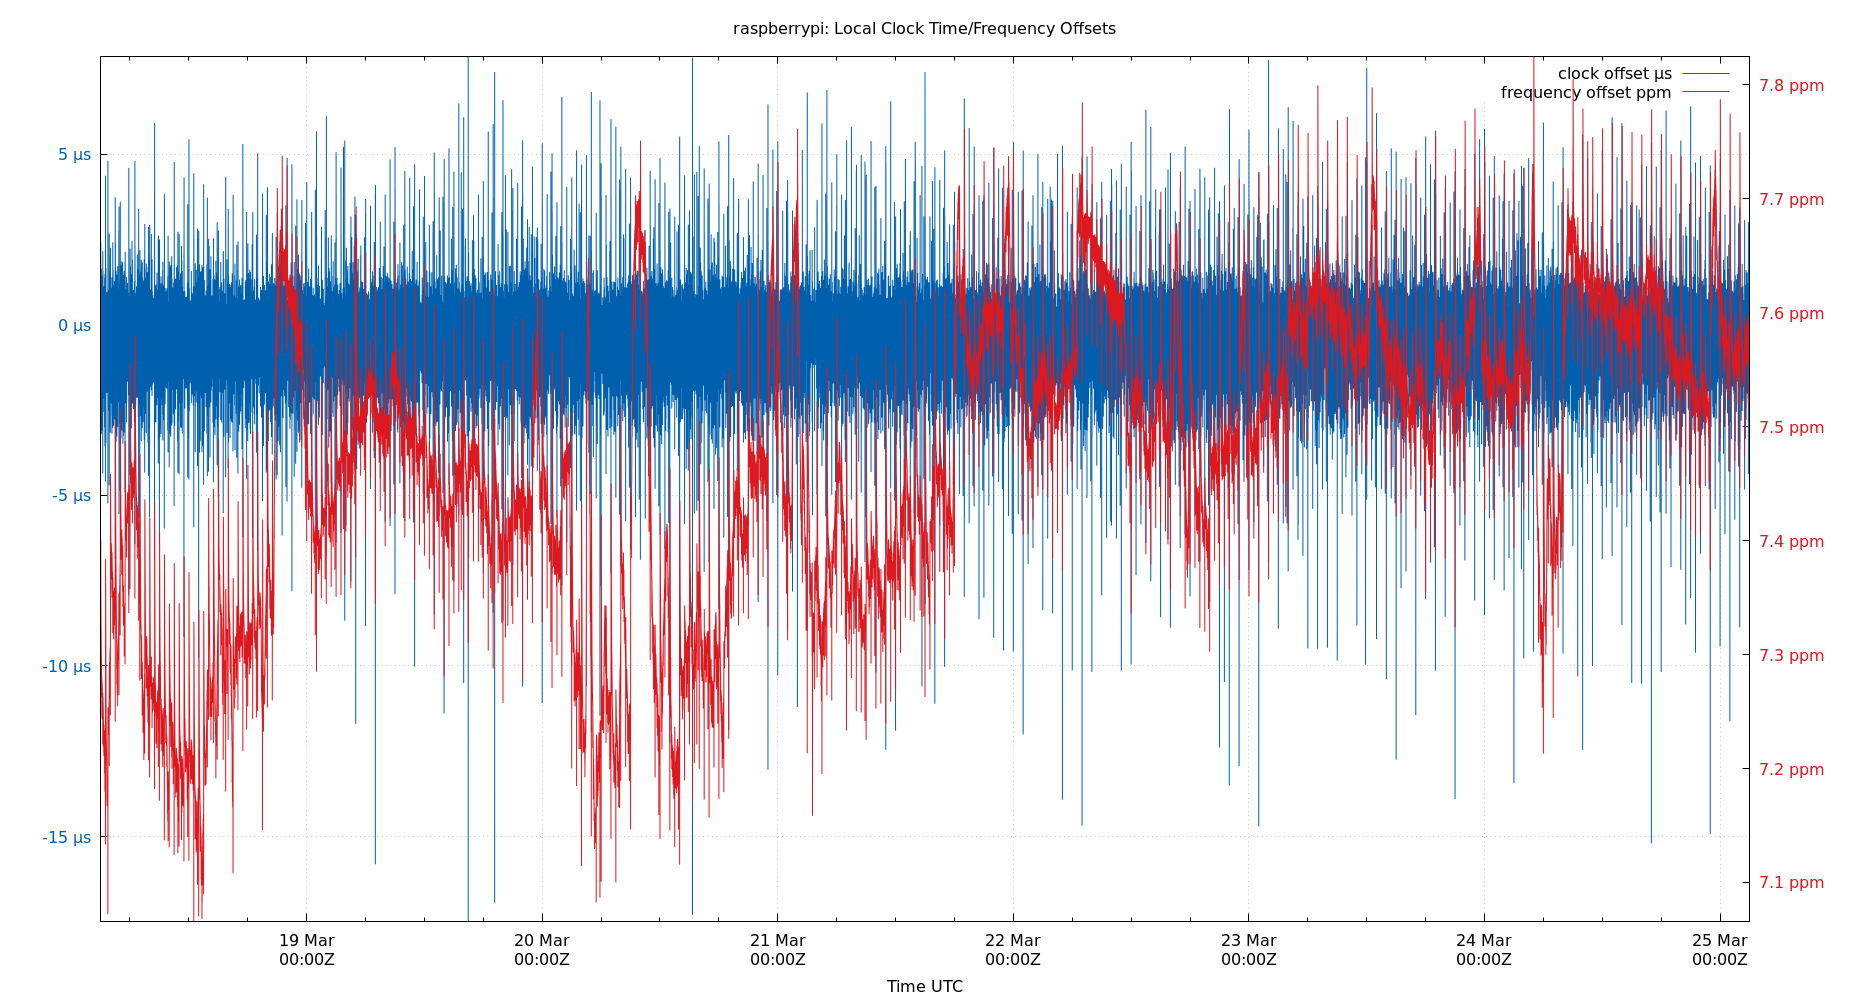 raspberrypi: Local Clock Time/Frequency Offsets
clock offset µs
frequency offset ppm
5 µs
0 µs
-5 µs
-10 µs
-15 µs
7.8 ppm
7.7 ppm
7.6 ppm
7.5 ppm
7.4 ppm
7.3 ppm
7.2 ppm
7.1 ppm
19 Mar
00:00Z
20 Mar
00:00Z
21 Mar
00:00Z
22 Mar
00:00Z
23 Mar
00:00Z
24 Mar
00:00Z
25 Mar
00:00Z
Time UTC